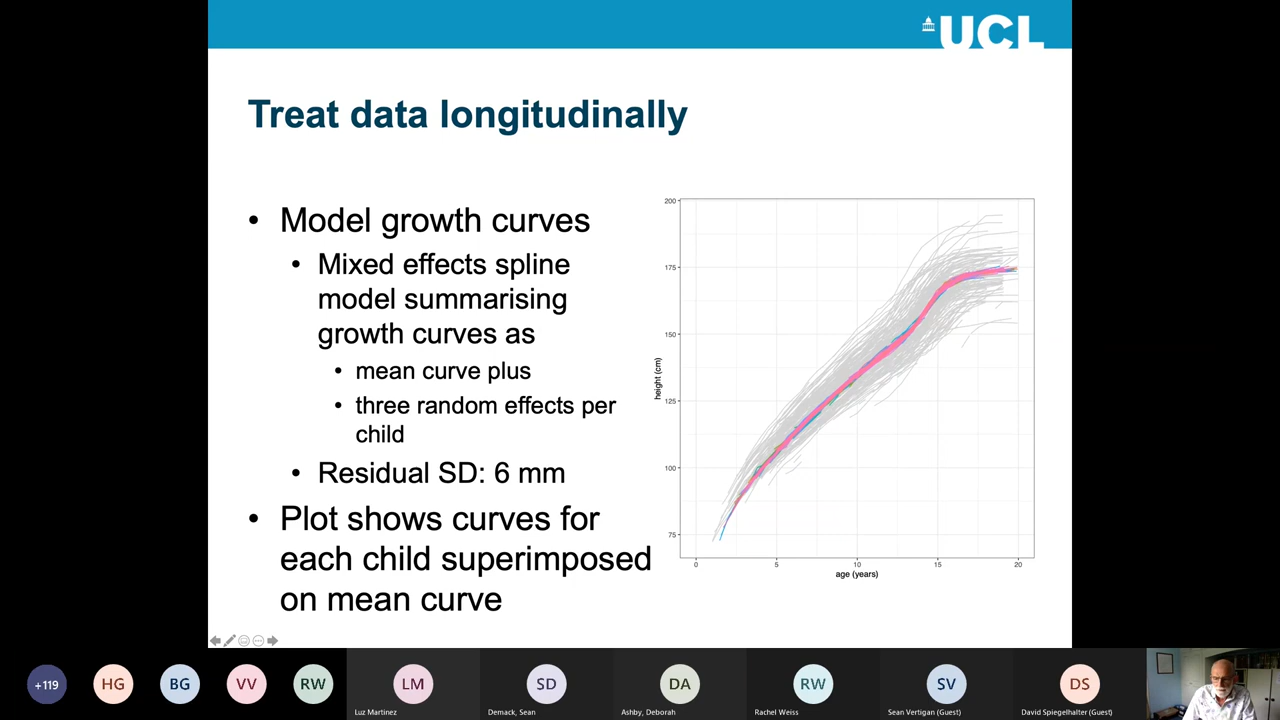 UCL
Treat data longitudinally
• Model growth curves
• Mixed effects spline
model summarising
growth curves as
• mean curve plus
• three random effects per
child
• Residual SD: 6 mm
• Plot shows curves for
each child superimposed
on mean curve
200
175
150
125
100
75
height (cm)
0 5 10 15 20
age (years)
+119
HG
BG
VV
RW
LM
Luz Martinez
SD
Demack, Sean
DA
Ashby, Deborah
RW
Rachel Weiss
SV
Sean Vertigan (Guest)
DS
David Spiegelhalter (Guest)